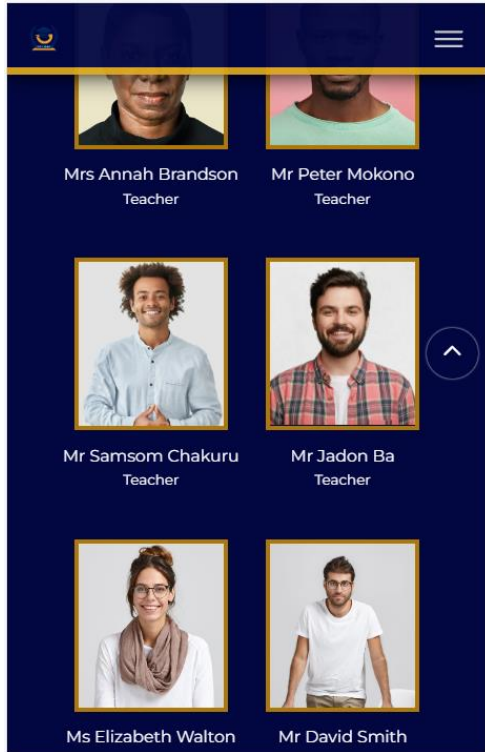 Mrs Annah Brandson
Mr Peter Mokono
Teacher
Teacher
Mr Samsom Chakuru
Mr Jadon Ba
Teacher
Teacher
Ms Elizabeth Walton
Mr David Smith